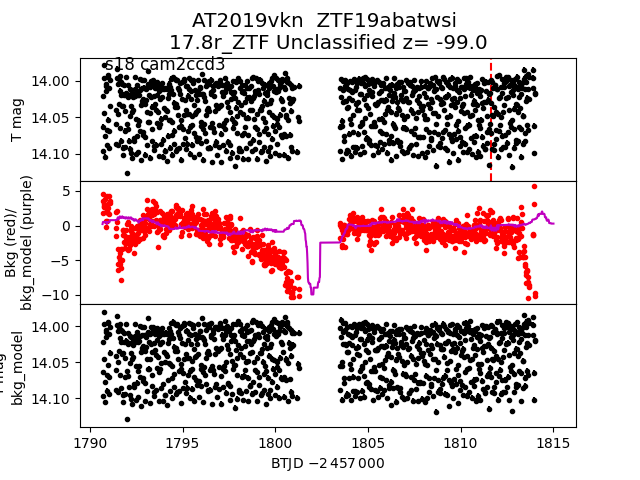 AT2019vkn ZTF19abatwsi
17.8r_ZTF Unclassified z= -99.0
s18 cam2ccd3
14.00
14.05
14.10
T mag
5
0
−5
−10
Bkg (red)/
bkg_model (purple)
14.00
14.05
14.10
bkg_model
1790
1795
1800
1805
1810
1815
BTJD −2 457 000